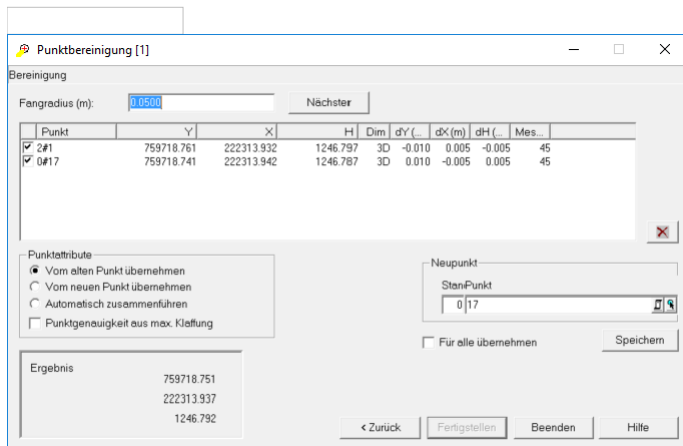 Punktbereinigung [1]
Bereinigung
Fangradius (m): 0.0500 Nächster
Punkt Y X H Dim dY (... dX (m) dH (... Mes...
2#1 759718.761 222313.932 1246.797 3D -0.010 0.005 -0.005 45
0#17 759718.741 222313.942 1246.787 3D 0.010 -0.005 0.005 45
Punktattribute
Vom alten Punkt übernehmen
Vom neuen Punkt übernehmen
Automatisch zusammenführen
Punktgenauigkeit aus max. Klaffung
Neupunkt
Stan Punkt
0 17
Für alle übernehmen
Speichern
Ergebnis
759718.751
222313.937
1246.792
< Zurück Fertigstellen Beenden Hilfe